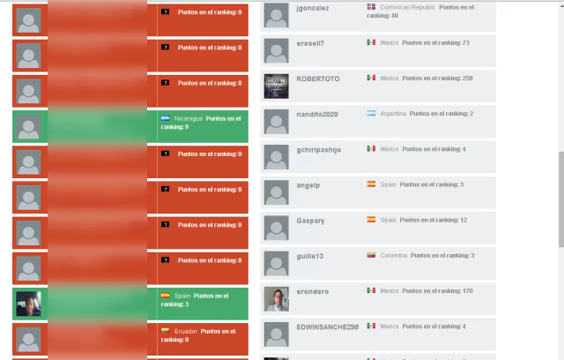 Puntos en el ranking: 0
Puntos en el ranking: 0
Puntos en el ranking: 0
Nicaragua Puntos en el
ranking: 9
Puntos en el ranking: 0
Puntos en el ranking: 0
Puntos en el ranking: 0
Puntos en el ranking: 0
Spain Puntos en el
ranking: 3
Ecuador Puntos en el
ranking: 0
jgonzalez
Dominican Republic Puntos en el
ranking: 40
erosell7
Mexico Puntos en el ranking: 73
ROBERTOTO
Mexico Puntos en el ranking: 250
nandito2020
Argentina Puntos en el ranking: 2
gchiripashijo
Mexico Puntos en el ranking: 4
angelp
Spain Puntos en el ranking: 3
Gaspary
Spain Puntos en el ranking: 12
guille13
Colombia Puntos en el ranking: 3
erondero
Mexico Puntos en el ranking: 170
EDWINSANCHEZ96
Mexico Puntos en el ranking: 4